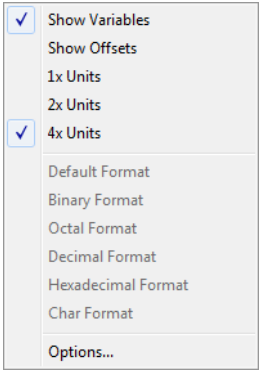 Show Variables
Show Offsets
1x Units
2x Units
4x Units
Default Format
Binary Format
Octal Format
Decimal Format
Hexadecimal Format
Char Format
Options...